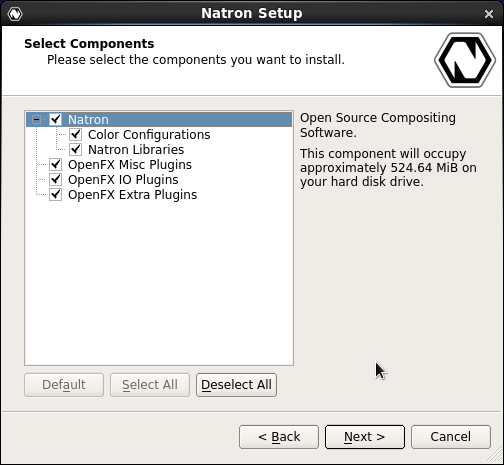 Natron Setup
Select Components
Please select the components you want to install.
Natron
Color Configurations
Natron Libraries
OpenFX Misc Plugins
OpenFX IO Plugins
OpenFX Extra Plugins
Open Source Compositing
Software.
This component will occupy
approximately 524.64 MiB on
your hard disk drive.
Default
Select All
Deselect All
< Back
Next >
Cancel